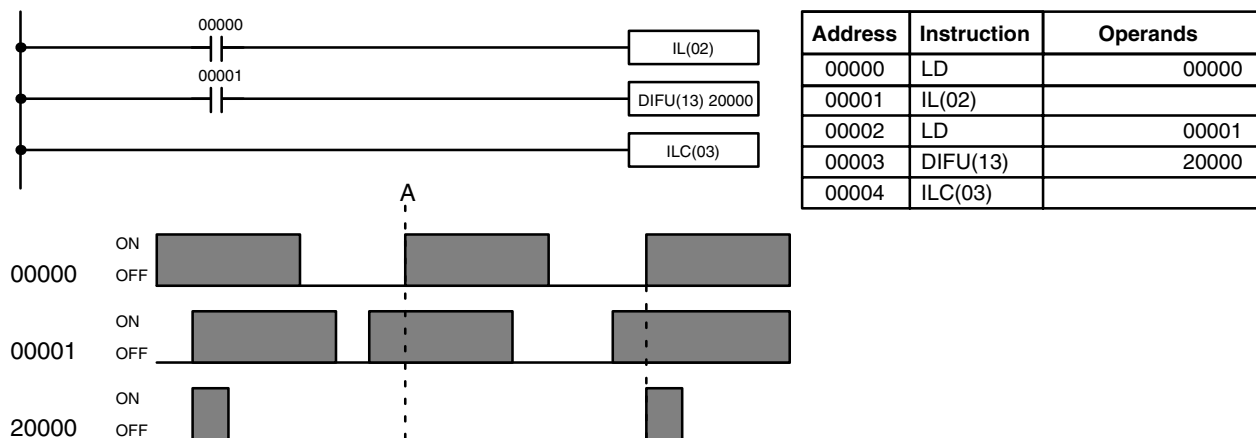 00000
IL(02)
00001
DIFU(13) 20000
ILC(03)
Address Instruction Operands
00000 LD 00000
00001 IL(02)
00002 LD 00001
00003 DIFU(13) 20000
00004 ILC(03)
A
ON
00000 OFF
ON
00001 OFF
ON
20000 OFF